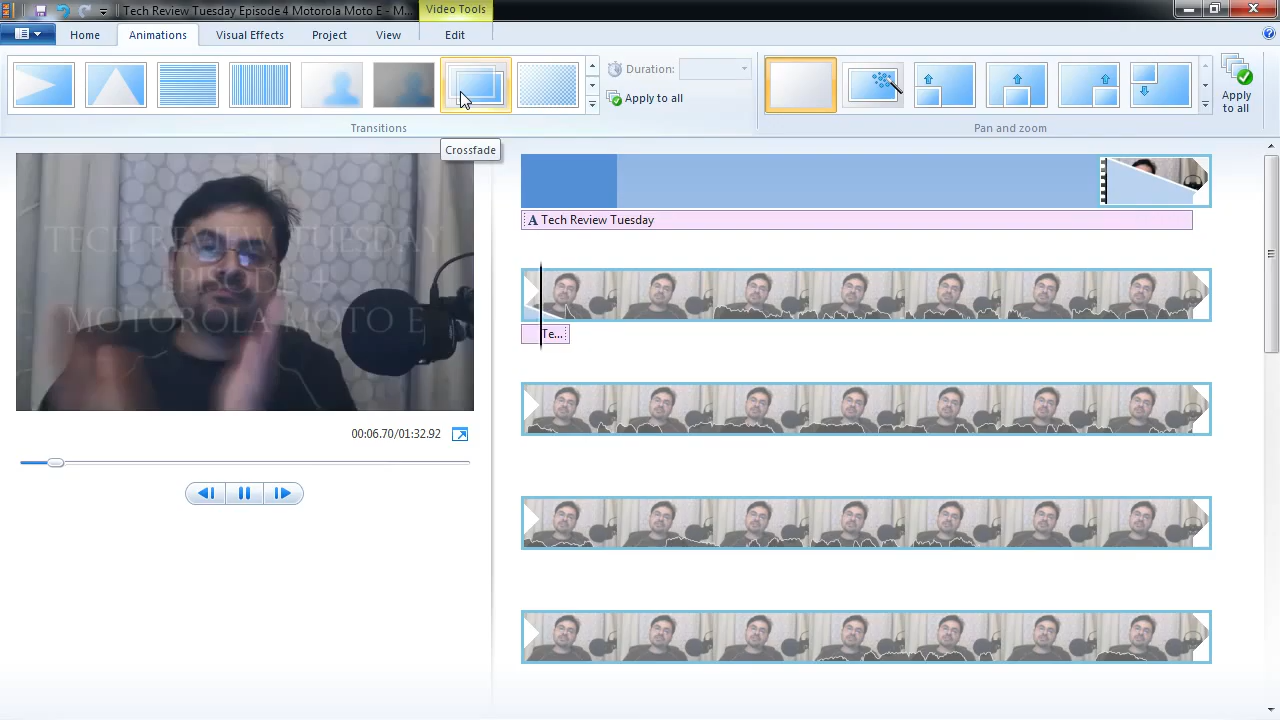 Tech Review Tuesday Episode 4 Motorola Moto E - M...
Video Tools
Home
Animations
Visual Effects
Project
View
Edit
Duration:
Apply to all
Apply
to all
Transitions
Pan and zoom
Crossfade
TECH REVIEW TUESDAY
EPISODE 4
MOTOROLA MOTO E
A Tech Review Tuesday
Te...
00:06.70/01:32.92